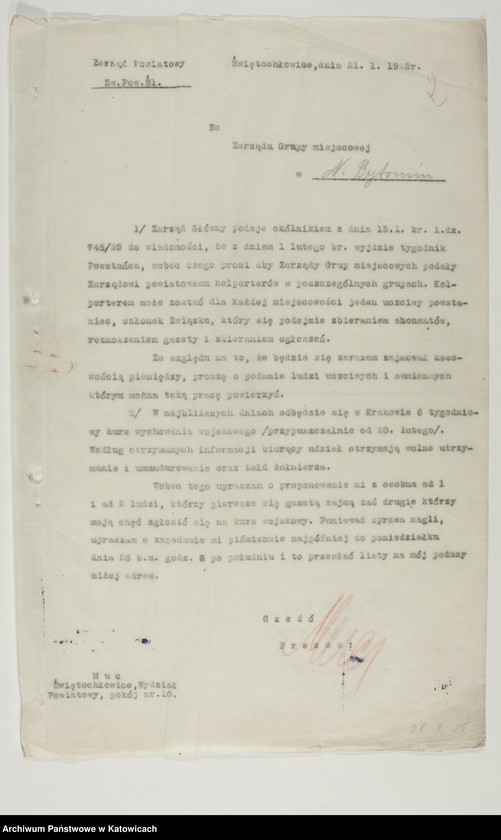 Zarząd Powiatowy Świętochłowice,dnia 21. 1. 1925r.
Zw.Pow.Śl.
2
Do
Zarządu Grupy miejscowej
w N. Bytomiu
1/ Zarząd Główny podaje okólnikiem z dnia 15.1. br. l.dz.
745/25 do wiadomości, że z dniem 1 lutego br. wyjdzie tygodnik
Powstańca, wobec czego prosi aby Zarządy Grup miejscowych podały
Zarządowi powiatowemu kolporterów w poszczególnych grupach. Kol-
porterem może zostać dla każdej miejscowości jeden uczciwy powsta-
niec, członek Związku, który się podejmie zbieraniem abonamtów,
roznoszeniem gazety i zbieraniem ogłoszeń.
Ze względu na to, że będzie się zarazem zajmował kaso-
wością pieniędzy, proszę o podanie ludzi uczciwych i sumiennych
którym można taką pracę powierzyć.
2/ W najbliższych dniach odbędzie się w Krakowie 6 tygodnio-
wy kurs wychowania wojskowego /przypuszczalnie od 20. lutego/.
Według otrzymanych informacji biorący udział otrzymają wolne utrzy-
manie i umundurowanie oraz żołd żołnierza.
Wobec tego upraszam o proponowanie mi z osobna ad 1
i ad 2 ludzi, którzy pierwsze się gazetą zajmą zaś drugie którzy
mają chęć zgłosić się na kurs wojskowy. Ponieważ sprawa nagli,
upraszam o zapodanie mi piśmiennie najpóźniej do poniedziałku
dnia 26 b.m. godz. 3 po południu i to przesłać listy na mój podany
niżej adres.
Cześć
Prezes:
Muc
Świętochłowice,Wydział
Powiatowy, pokój nr.10.
Archiwum Państwowe w Katowicach